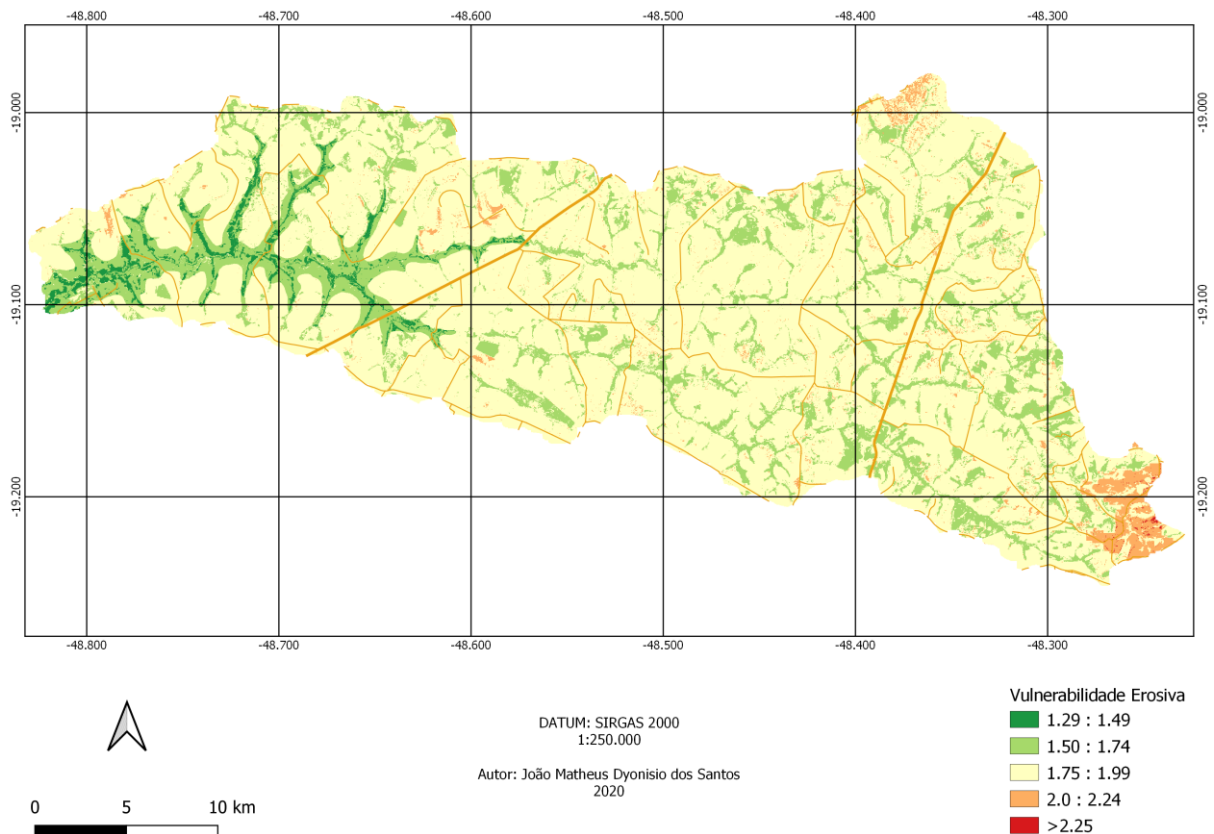 -48.800 -48.700 -48.600 -48.500 -48.400 -48.300
-19.000 -19.000
-19.100 -19.100
-19.200 -19.200
-48.800 -48.700 -48.600 -48.500 -48.400 -48.300
DATUM: SIRGAS 2000
1:250.000
Autor: João Matheus Dyonisio dos Santos
2020
0 5 10 km
Vulnerabilidade Erosiva
1.29 : 1.49
1.50 : 1.74
1.75 : 1.99
2.0 : 2.24
>2.25